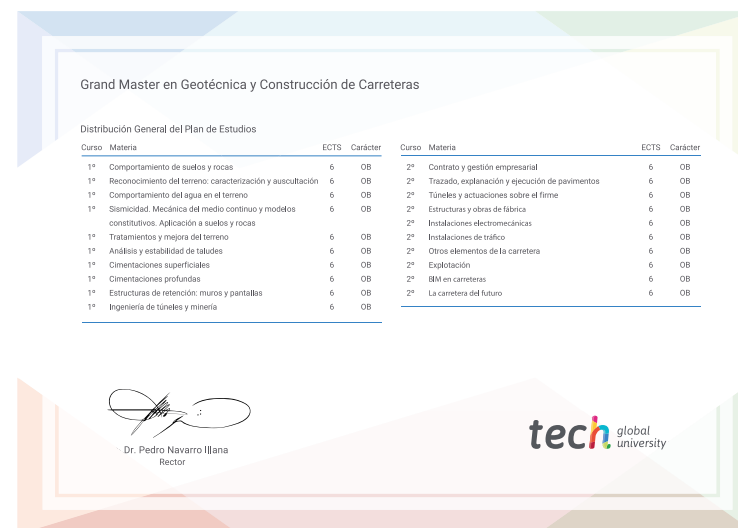 Grand Master en Geotécnica y Construcción de Carreteras
Distribución General del Plan de Estudios
Curso Materia ECTS Carácter
1º Comportamiento de suelos y rocas 6 OB
1º Reconocimiento del terreno: caracterización y auscultación 6 OB
1º Comportamiento del agua en el terreno 6 OB
1º Sismicidad. Mecánica del medio continuo y modelos 6 OB
constitutivos. Aplicación a suelos y rocas
1º Tratamientos y mejora del terreno 6 OB
1º Análisis y estabilidad de taludes 6 OB
1º Cimentaciones superficiales 6 OB
1º Cimentaciones profundas 6 OB
1º Estructuras de retención: muros y pantallas 6 OB
1º Ingeniería de túneles y minería 6 OB
Curso Materia ECTS Carácter
2º Contrato y gestión empresarial 6 OB
2º Trazado, explanación y ejecución de pavimentos 6 OB
2º Túneles y actuaciones sobre el firme 6 OB
2º Estructuras y obras de fábrica 6 OB
2º Instalaciones electromecánicas 6 OB
2º Instalaciones de tráfico 6 OB
2º Otros elementos de la carretera 6 OB
2º Explotación 6 OB
2º BIM en carreteras 6 OB
2º La carretera del futuro 6 OB
Dr. Pedro Navarro Illana
Rector
tech global university